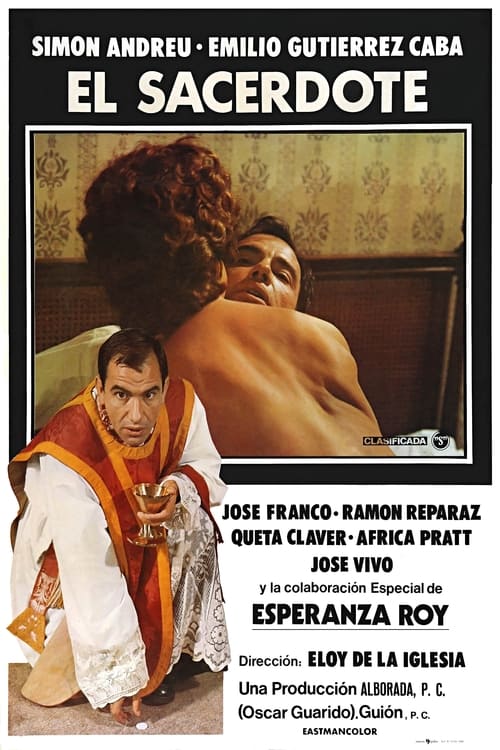 SIMON ANDREU · EMILIO GUTIERREZ CABA
EL SACERDOTE
CLASIFICADA "S"
JOSE FRANCO · RAMON REPARAZ
QUETA CLAVER · AFRICA PRATT
JOSE VIVO
y la colaboración Especial de
ESPERANZA ROY
Dirección: ELOY DE LA IGLESIA
Una Producción ALBORADA, P. C.
(Oscar Guarido).Guión, P.C.
EASTMANCOLOR